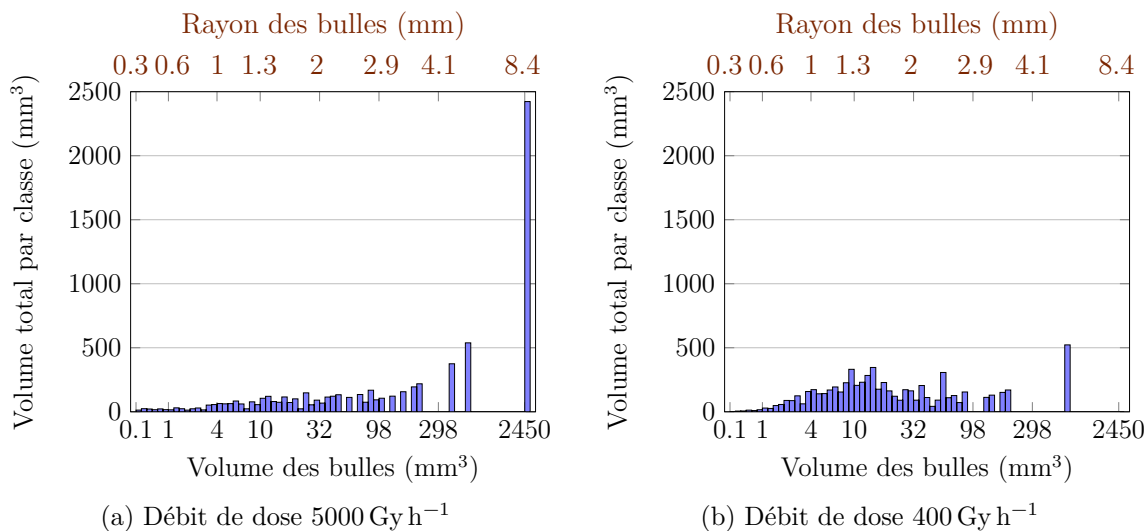 Rayon des bulles (mm)
0.3 0.6 1 1.3 2 2.9 4.1 8.4
2500
2000
1500
1000
500
0
Volume total par classe (mm³)
0.1 1 4 10 32 98 298 2450
Volume des bulles (mm³)
(a) Débit de dose 5000 Gy h⁻¹
Rayon des bulles (mm)
0.3 0.6 1 1.3 2 2.9 4.1 8.4
2500
2000
1500
1000
500
0
Volume total par classe (mm³)
0.1 1 4 10 32 98 298 2450
Volume des bulles (mm³)
(b) Débit de dose 400 Gy h⁻¹